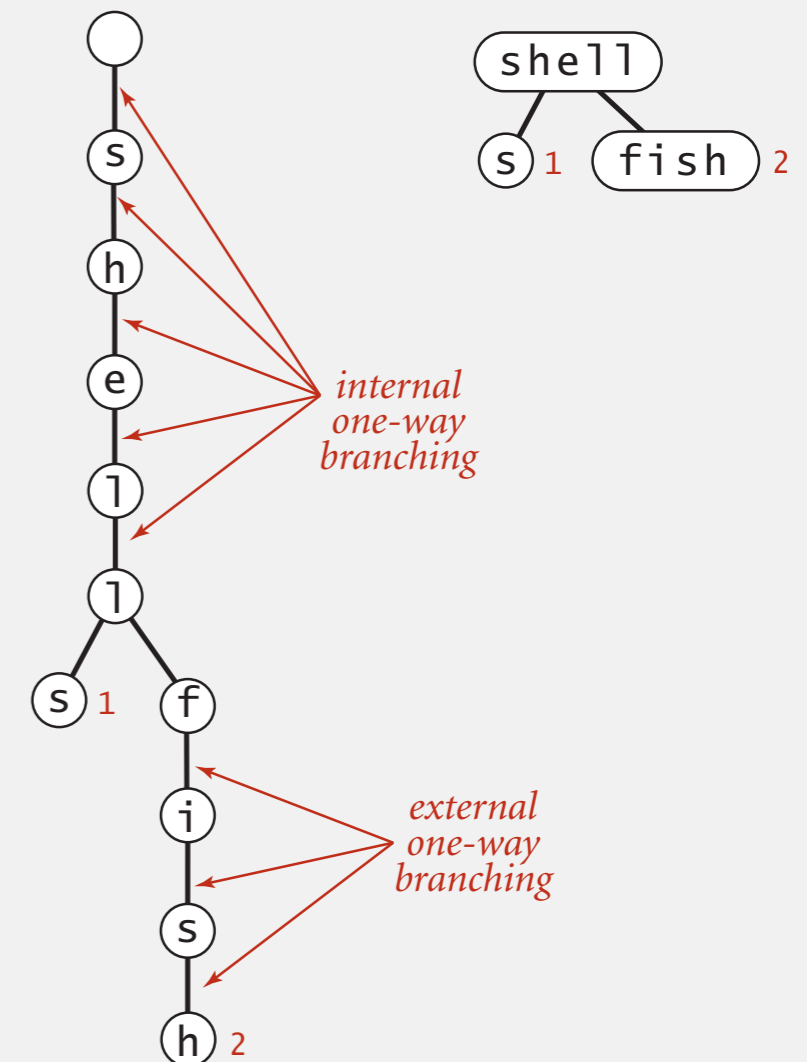 shell
s 1 fish 2
s
h
e
l
l
internal
one-way
branching
s 1 f
i
s
h 2
external
one-way
branching